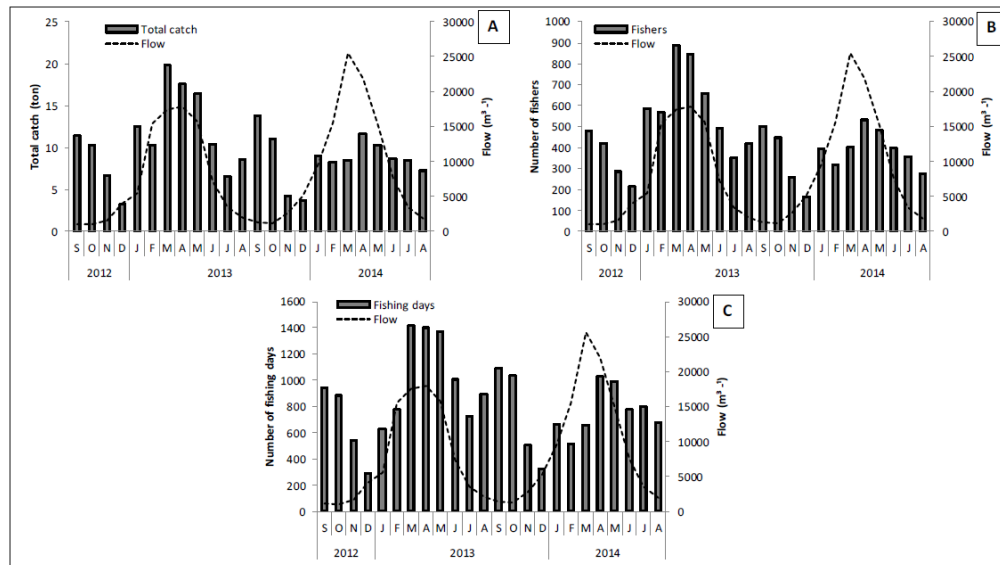 A
Total catch
Flow
Total catch (ton)
25
20
15
10
5
0
30000
25000
20000
15000
10000
5000
0
Flow (m³ ⁻¹)
S O N D J F M A M J J A S O N D J F M A M J J A
2012 2013 2014
B
Fishers
Flow
Number of fishers
1000
900
800
700
600
500
400
300
200
100
0
30000
25000
20000
15000
10000
5000
0
Flow (m³ ⁻¹)
S O N D J F M A M J J A S O N D J F M A M J J A
2012 2013 2014
C
Fishing days
Flow
Number of fishing days
1600
1400
1200
1000
800
600
400
200
0
30000
25000
20000
15000
10000
5000
0
Flow (m³ ⁻¹)
S O N D J F M A M J J A S O N D J F M A M J J A
2012 2013 2014